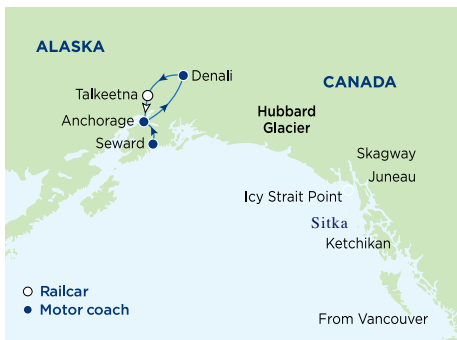 ALASKA
Denali
CANADA
Talkeetna
Hubbard
Glacier
Anchorage
Seward
Skagway
Juneau
Icy Strait Point
Sitka
Ketchikan
Railcar
Motor coach
From Vancouver